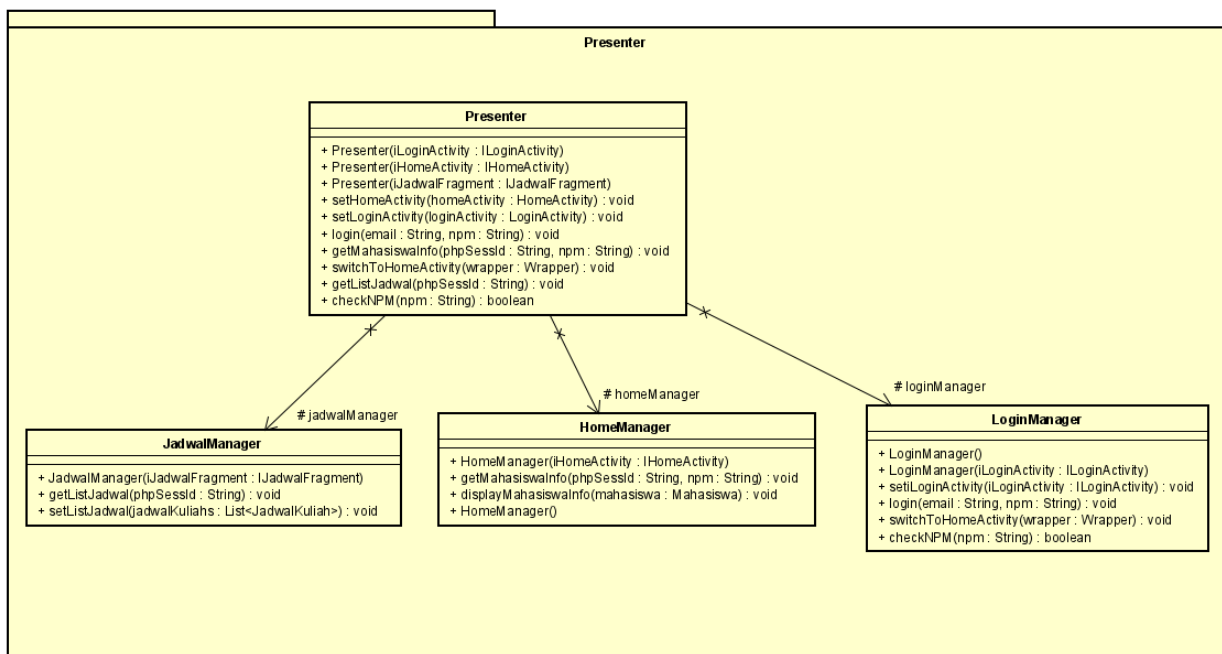 Presenter
Presenter
+ Presenter(iLoginActivity : ILoginActivity)
+ Presenter(iHomeActivity : IHomeActivity)
+ Presenter(iJadwalFragment : IJadwalFragment)
+ setHomeActivity(homeActivity : HomeActivity) : void
+ setLoginActivity(loginActivity : LoginActivity) : void
+ login(email : String, npm : String) : void
+ getMahasiswaInfo(phpSessId : String, npm : String) : void
+ switchToHomeActivity(wrapper : Wrapper) : void
+ getListJadwal(phpSessId : String) : void
+ checkNPM(npm : String) : boolean
# jadwalManager
# homeManager
# loginManager
JadwalManager
+ JadwalManager(iJadwalFragment : IJadwalFragment)
+ getListJadwal(phpSessId : String) : void
+ setListJadwal(jadwalKuliahs : List<JadwalKuliah>) : void
HomeManager
+ HomeManager(iHomeActivity : IHomeActivity)
+ getMahasiswaInfo(phpSessId : String, npm : String) : void
+ displayMahasiswaInfo(mahasiswa : Mahasiswa) : void
+ HomeManager()
LoginManager
+ LoginManager()
+ LoginManager(iLoginActivity : ILoginActivity)
+ setiLoginActivity(iLoginActivity : ILoginActivity) : void
+ login(email : String, npm : String) : void
+ switchToHomeActivity(wrapper : Wrapper) : void
+ checkNPM(npm : String) : boolean